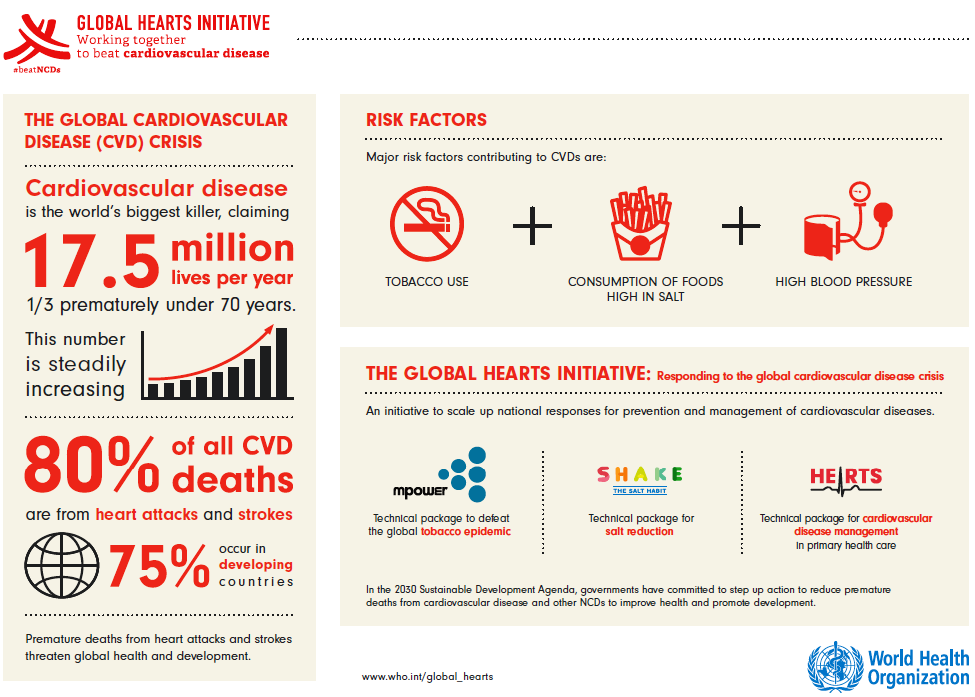 GLOBAL HEARTS INITIATIVE
Working together
to beat cardiovascular disease
#beatNCDs
THE GLOBAL CARDIOVASCULAR
DISEASE (CVD) CRISIS
Cardiovascular disease
is the world's biggest killer, claiming
17.5 million
lives per year
1/3 prematurely under 70 years.
This number
is steadily
increasing
80% of all CVD
deaths
are from heart attacks and strokes
75% occur in
developing
countries
Premature deaths from heart attacks and strokes
threaten global health and development.
RISK FACTORS
Major risk factors contributing to CVDs are:
TOBACCO USE
CONSUMPTION OF FOODS
HIGH IN SALT
HIGH BLOOD PRESSURE
THE GLOBAL HEARTS INITIATIVE: Responding to the global cardiovascular disease crisis
An initiative to scale up national responses for prevention and management of cardiovascular diseases.
mpower
Technical package to defeat
the global tobacco epidemic
SHAKE
THE SALT HABIT
Technical package for
salt reduction
HEARTS
Technical package for cardiovascular
disease management
in primary health care
In the 2030 Sustainable Development Agenda, governments have committed to step up action to reduce premature
deaths from cardiovascular disease and other NCDs to improve health and promote development.
www.who.int/global_hearts
World Health
Organization